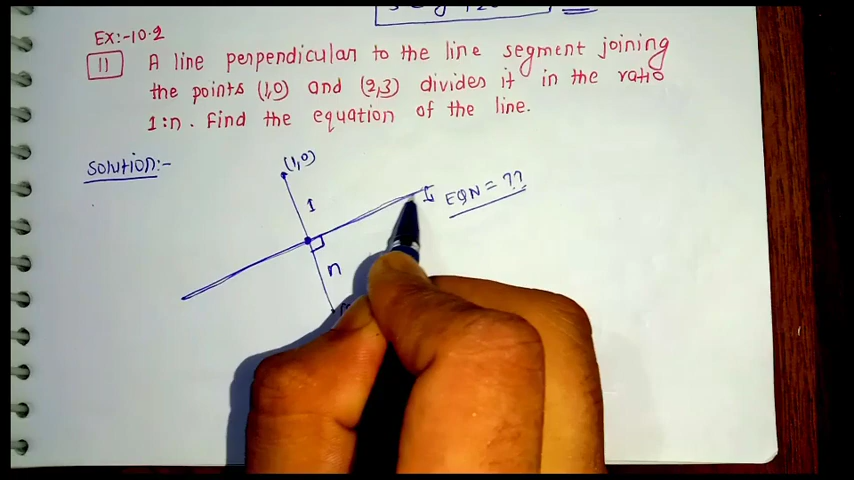 Ex:-10.2
11 A line perpendicular to the line segment joining
the points (1,0) and (2,3) divides it in the ratio
1:n. Find the equation of the line.
Solution:-
(1,0)
1
L EQN = ??
n